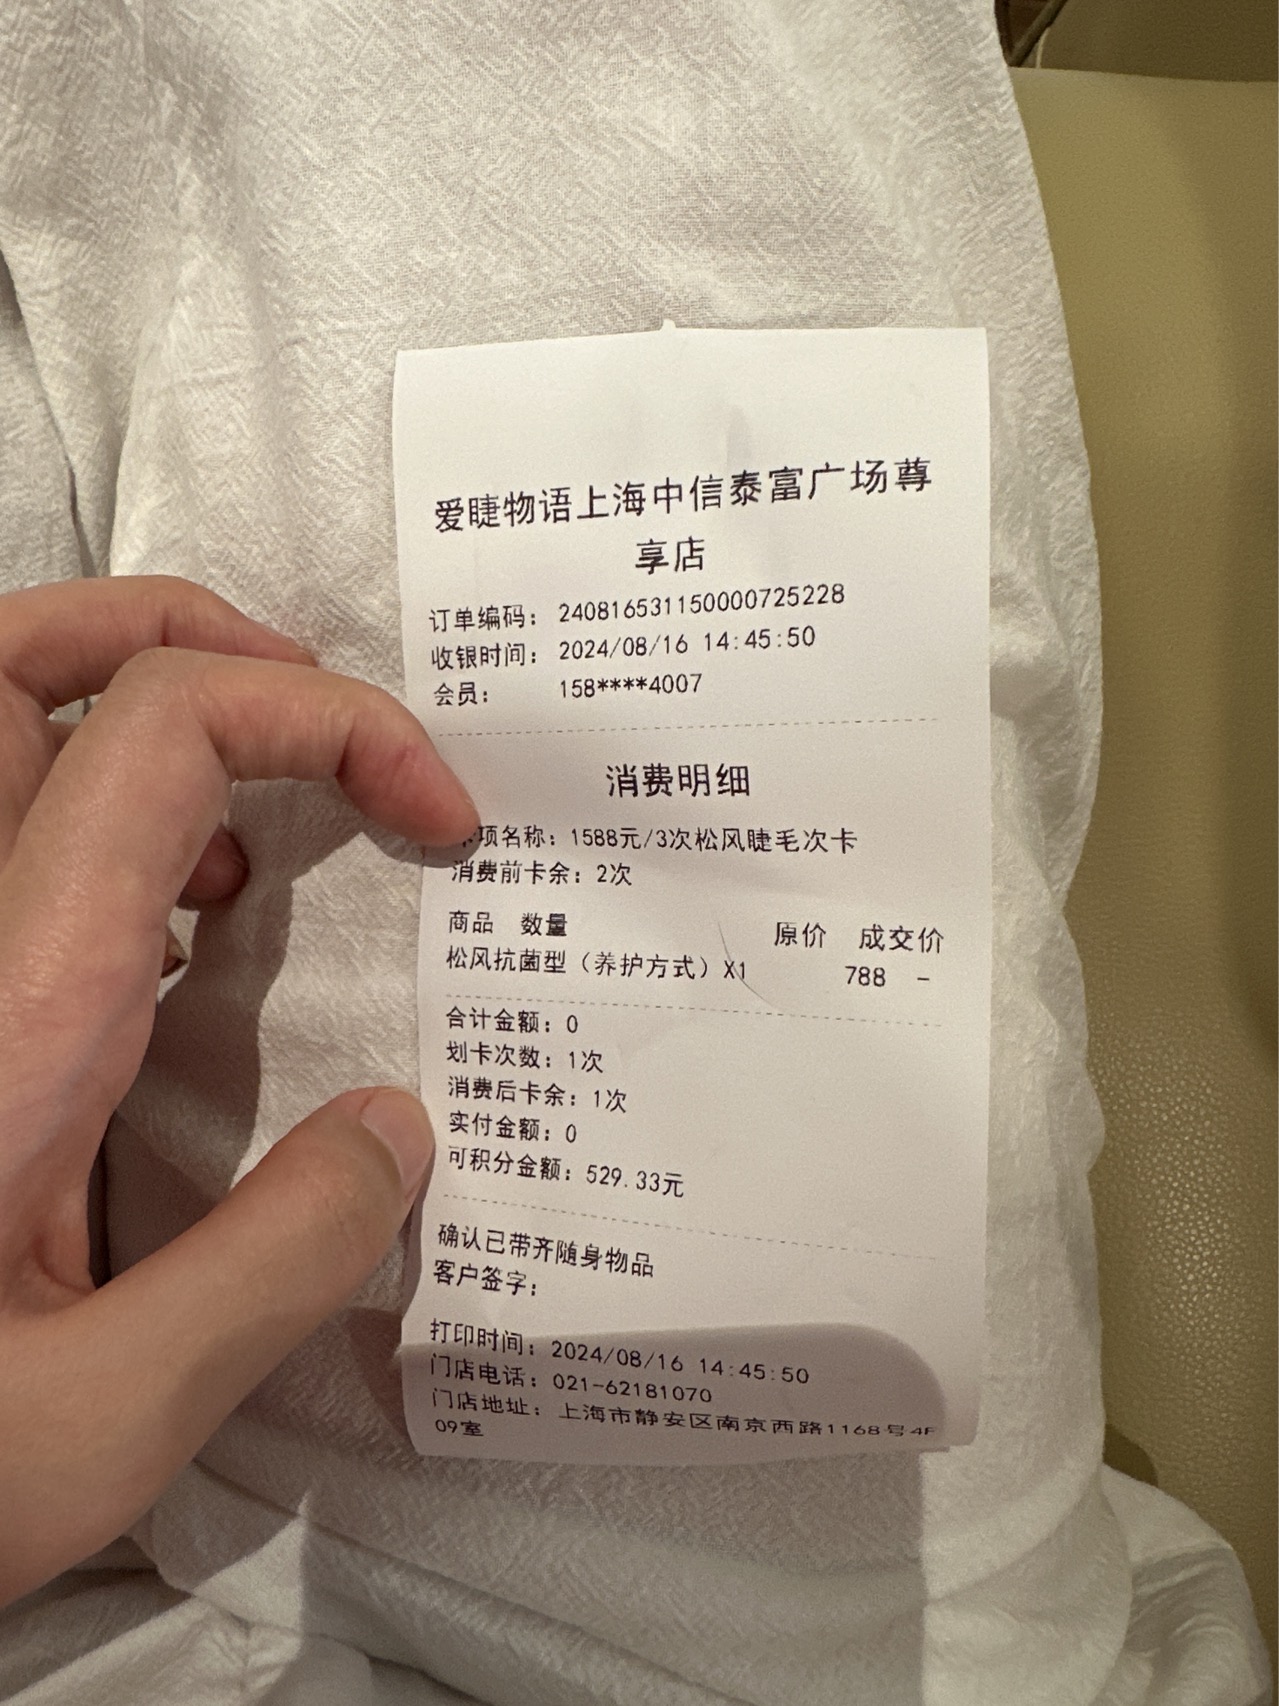 爱睫物语上海中信泰富广场尊
享店
订单编码： 240816531150000725228
收银时间： 2024/08/16 14:45:50
会员： 158****4007
消费明细
项名称：1588元/3次松风睫毛次卡
消费前卡余：2次
商品 数量 原价 成交价
松风抗菌型（养护方式）X1 788 -
合计金额：0
划卡次数：1次
消费后卡余：1次
实付金额：0
可积分金额：529.33元
确认已带齐随身物品
客户签字：
打印时间：2024/08/16 14:45:50
门店电话：021-62181070
门店地址：上海市静安区南京西路1168号4F
09室